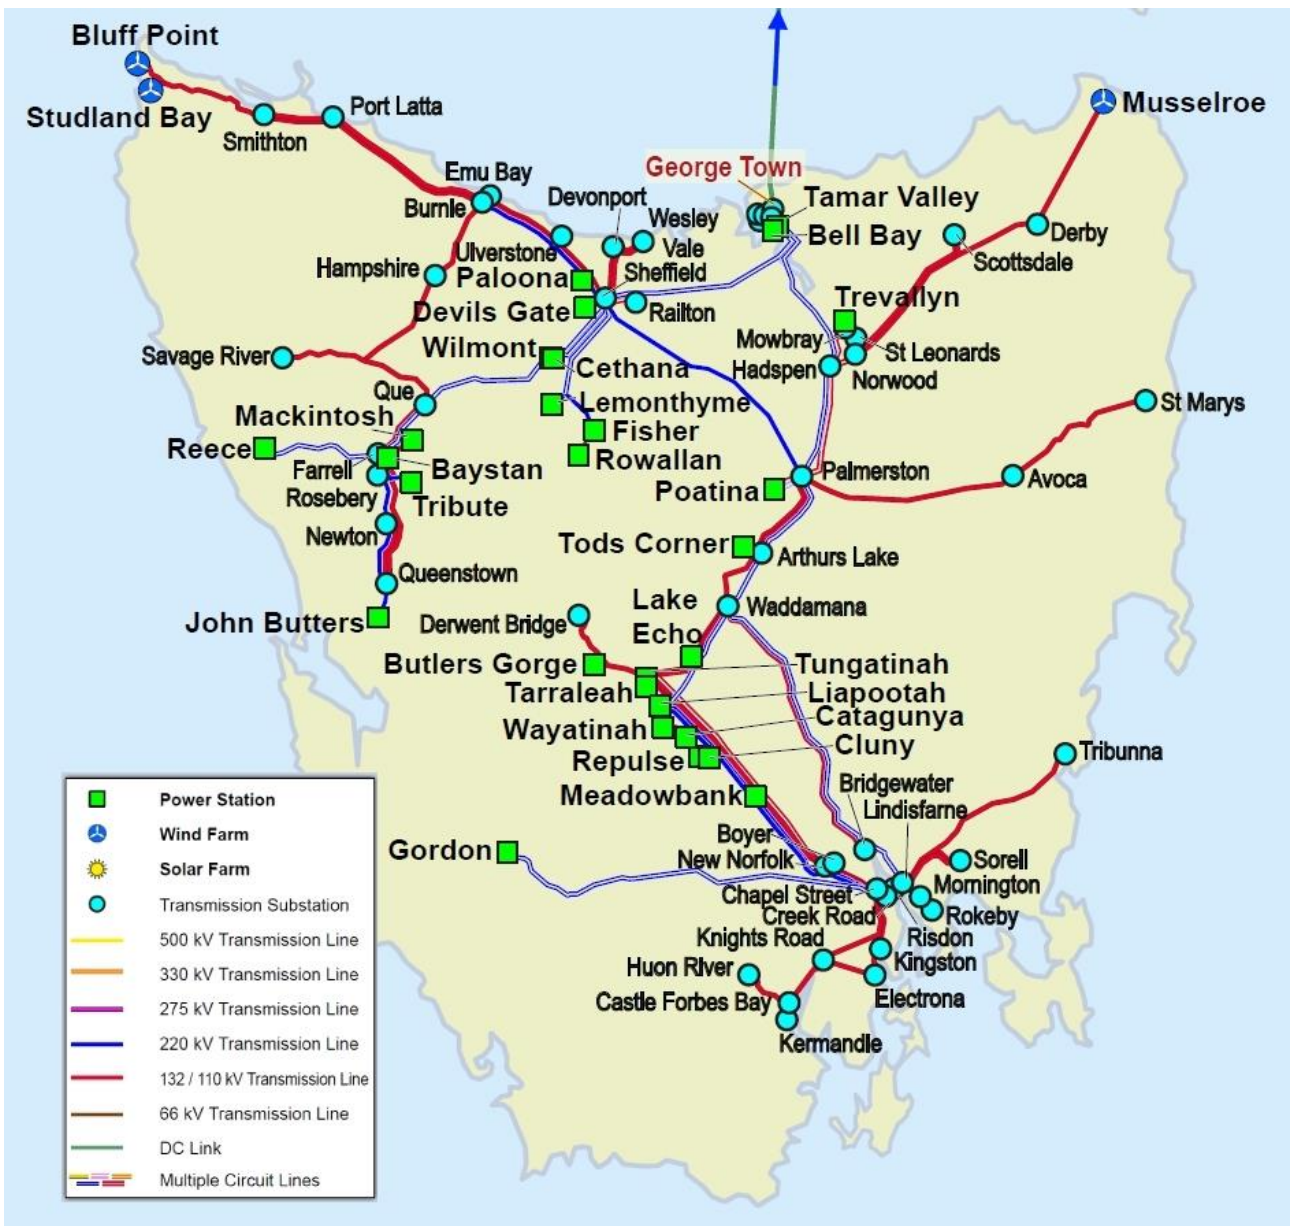 Bluff Point
Studland Bay
Smithton
Port Latta
Musselroe
George Town
Emu Bay
Burnie
Devonport
Wesley
Vale
Tamar Valley
Bell Bay
Derby
Scottsdale
Ulverstone
Hampshire
Paloona
Sheffield
Devils Gate
Railton
Trevallyn
Mowbray
St Leonards
Hadspen
Norwood
Savage River
Wilmont
Cethana
Que
Lemonthyme
St Marys
Mackintosh
Reece
Farrell
Baystan
Fisher
Rowallan
Rosebery
Tribute
Poatina
Palmerston
Avoca
Newton
Tods Corner
Arthurs Lake
Queenstown
John Butters
Lake
Echo
Waddamana
Derwent Bridge
Butlers Gorge
Tungatinah
Tarraleah
Liapootah
Wayatinah
Catagunya
Repulse
Cluny
Tribunna
Meadowbank
Bridgewater
Lindisfarne
Boyer
New Norfolk
Gordon
Sorell
Mornington
Chapel Street
Creek Road
Rokeby
Risdon
Knights Road
Kingston
Huon River
Electrona
Castle Forbes Bay
Kermandle
Power Station
Wind Farm
Solar Farm
Transmission Substation
500 kV Transmission Line
330 kV Transmission Line
275 kV Transmission Line
220 kV Transmission Line
132 / 110 kV Transmission Line
66 kV Transmission Line
DC Link
Multiple Circuit Lines